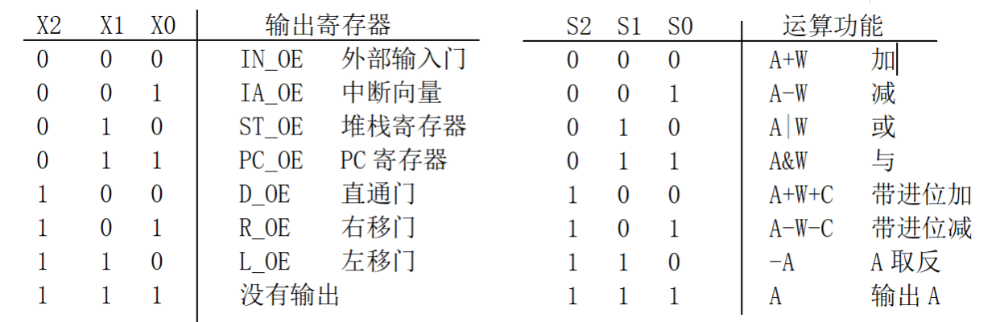 X2 X1 X0 输出寄存器 S2 S1 S0 运算功能
0 0 0 IN_OE 外部输入门 0 0 0 A+W 加
0 0 1 IA_OE 中断向量 0 0 1 A-W 减
0 1 0 ST_OE 堆栈寄存器 0 1 0 A|W 或
0 1 1 PC_OE PC 寄存器 0 1 1 A&W 与
1 0 0 D_OE 直通门 1 0 0 A+W+C 带进位加
1 0 1 R_OE 右移门 1 0 1 A-W-C 带进位减
1 1 0 L_OE 左移门 1 1 0 -A A 取反
1 1 1 没有输出 1 1 1 A 输出 A